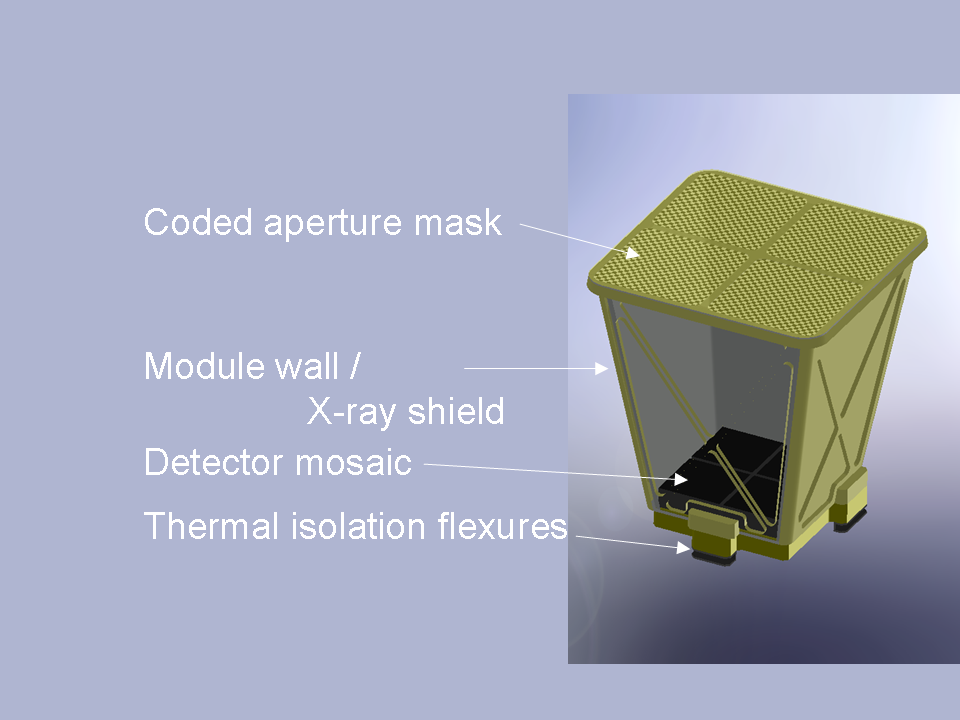 Coded aperture mask
Module wall /
X-ray shield
Detector mosaic
Thermal isolation flexures